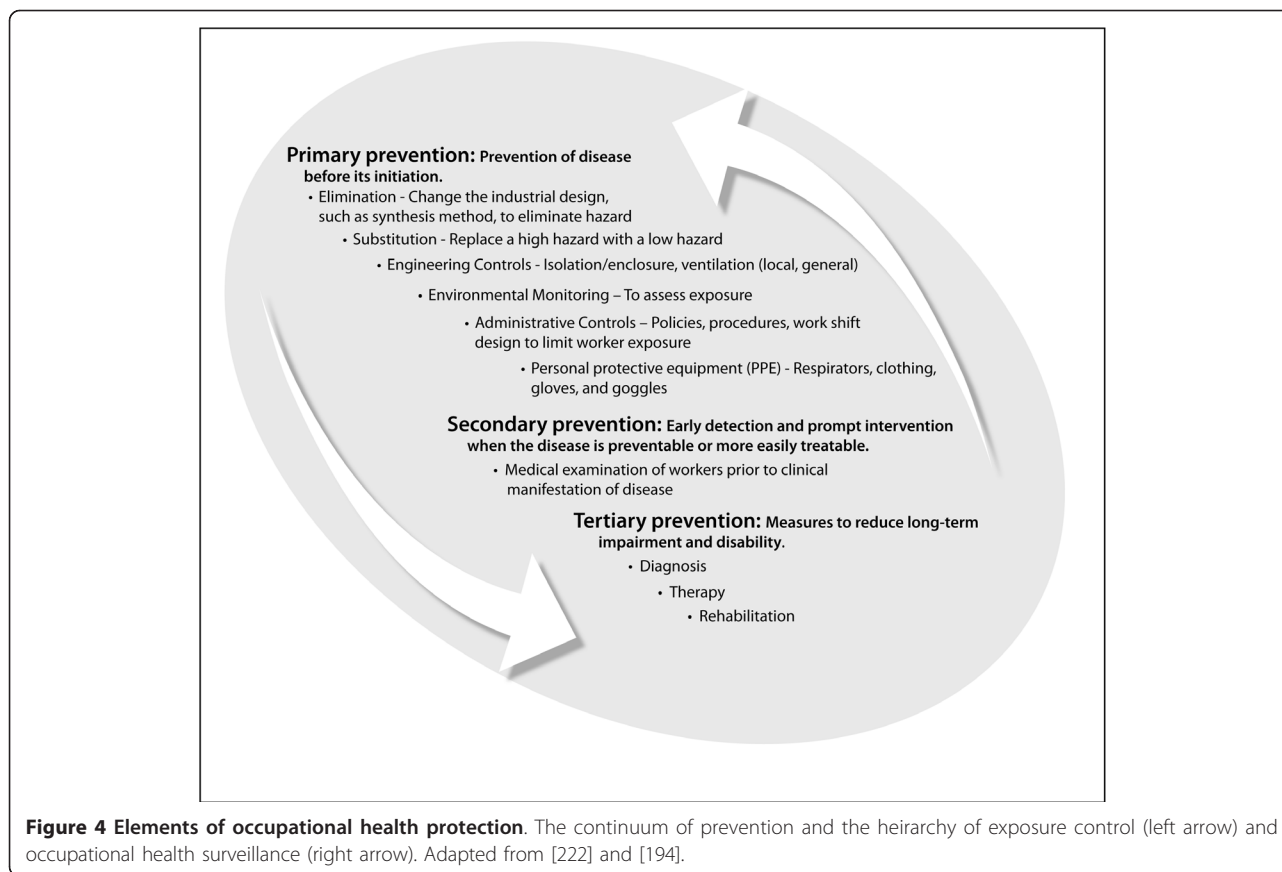 Primary prevention: Prevention of disease
before its initiation.
• Elimination - Change the industrial design,
such as synthesis method, to eliminate hazard
• Substitution - Replace a high hazard with a low hazard
• Engineering Controls - Isolation/enclosure, ventilation (local, general)
• Environmental Monitoring – To assess exposure
• Administrative Controls – Policies, procedures, work shift
design to limit worker exposure
• Personal protective equipment (PPE) - Respirators, clothing,
gloves, and goggles
Secondary prevention: Early detection and prompt intervention
when the disease is preventable or more easily treatable.
• Medical examination of workers prior to clinical
manifestation of disease
Tertiary prevention: Measures to reduce long-term
impairment and disability.
• Diagnosis
• Therapy
• Rehabilitation
Figure 4 Elements of occupational health protection. The continuum of prevention and the heirarchy of exposure control (left arrow) and
occupational health surveillance (right arrow). Adapted from [222] and [194].